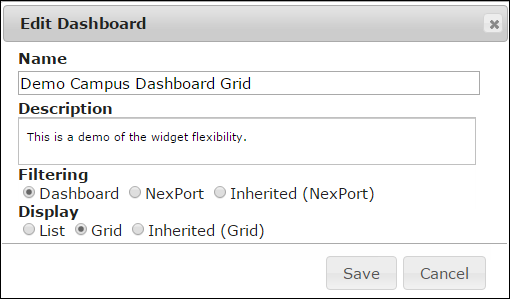 Edit Dashboard
Name
Demo Campus Dashboard Grid
Description
This is a demo of the widget flexibility.
Filtering
Dashboard NexPort Inherited (NexPort)
Display
List Grid Inherited (Grid)
Save Cancel